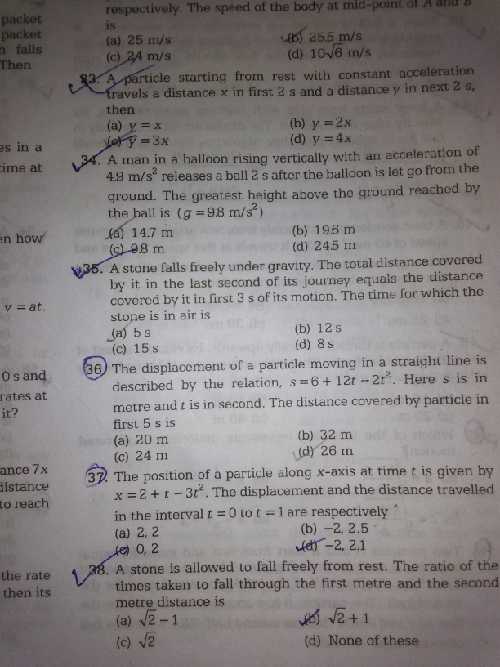 respectively. The speed of the body at mid-point of A and B
is
(a) 25 m/s (b) 25.5 m/s
(c) 24 m/s (d) 10√6 m/s
33. A particle starting from rest with constant acceleration
travels a distance x in first 2 s and a distance y in next 2 s,
then
(a) y = x (b) y = 2x
(c) y = 3x (d) y = 4x
34. A man in a balloon rising vertically with an acceleration of
4.9 m/s² releases a ball 2 s after the balloon is let go from the
ground. The greatest height above the ground reached by
the ball is (g = 9.8 m/s²)
(a) 14.7 m (b) 19.6 m
(c) 9.8 m (d) 24.5 m
35. A stone falls freely under gravity. The total distance covered
by it in the last second of its journey equals the distance
covered by it in first 3 s of its motion. The time for which the
stone is in air is
(a) 5 s (b) 12 s
(c) 15 s (d) 8 s
36. The displacement of a particle moving in a straight line is
described by the relation, s = 6 + 12t − 2t². Here s is in
metre and t is in second. The distance covered by particle in
first 5 s is
(a) 20 m (b) 32 m
(c) 24 m (d) 26 m
37. The position of a particle along x-axis at time t is given by
x = 2 + t − 3t². The displacement and the distance travelled
in the interval t = 0 to t = 1 are respectively
(a) 2, 2 (b) −2, 2.5
(c) 0, 2 (d) −2, 2.1
38. A stone is allowed to fall freely from rest. The ratio of the
times taken to fall through the first metre and the second
metre distance is
(a) √2 − 1 (b) √2 + 1
(c) √2 (d) None of these
packet
packet
falls
Then
es in a
time at
en how
v = at.
0 s and
rates at
it?
ance 7x
distance
to reach
the rate
then its